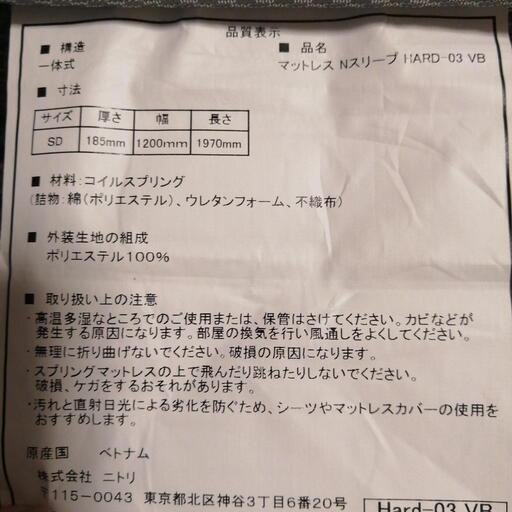 品質表示
■ 構造
一体式
■ 品名
マットレス Nスリープ HARD-03 VB
■ 寸法
サイズ 厚さ 幅 長さ
SD 185mm 1200mm 1970mm
■ 材料:コイルスプリング
(詰物:綿(ポリエステル)、ウレタンフォーム、不織布)
■ 外装生地の組成
ポリエステル100%
■ 取り扱い上の注意
・高温多湿なところでのご使用または、保管はさけてください。カビなどが
発生する原因になります。部屋の換気を行い風通しをよくしてください。
・無理に折り曲げないでください。破損の原因になります。
・スプリングマットレスの上で飛んだり跳ねたりしないでください。
破損、ケガをするおそれがあります。
・汚れと直射日光による劣化を防ぐため、シーツやマットレスカバーの使用を
おすすめします。
原産国 ベトナム
株式会社 ニトリ
〒115-0043 東京都北区神谷3丁目6番20号
Hard-03 VB